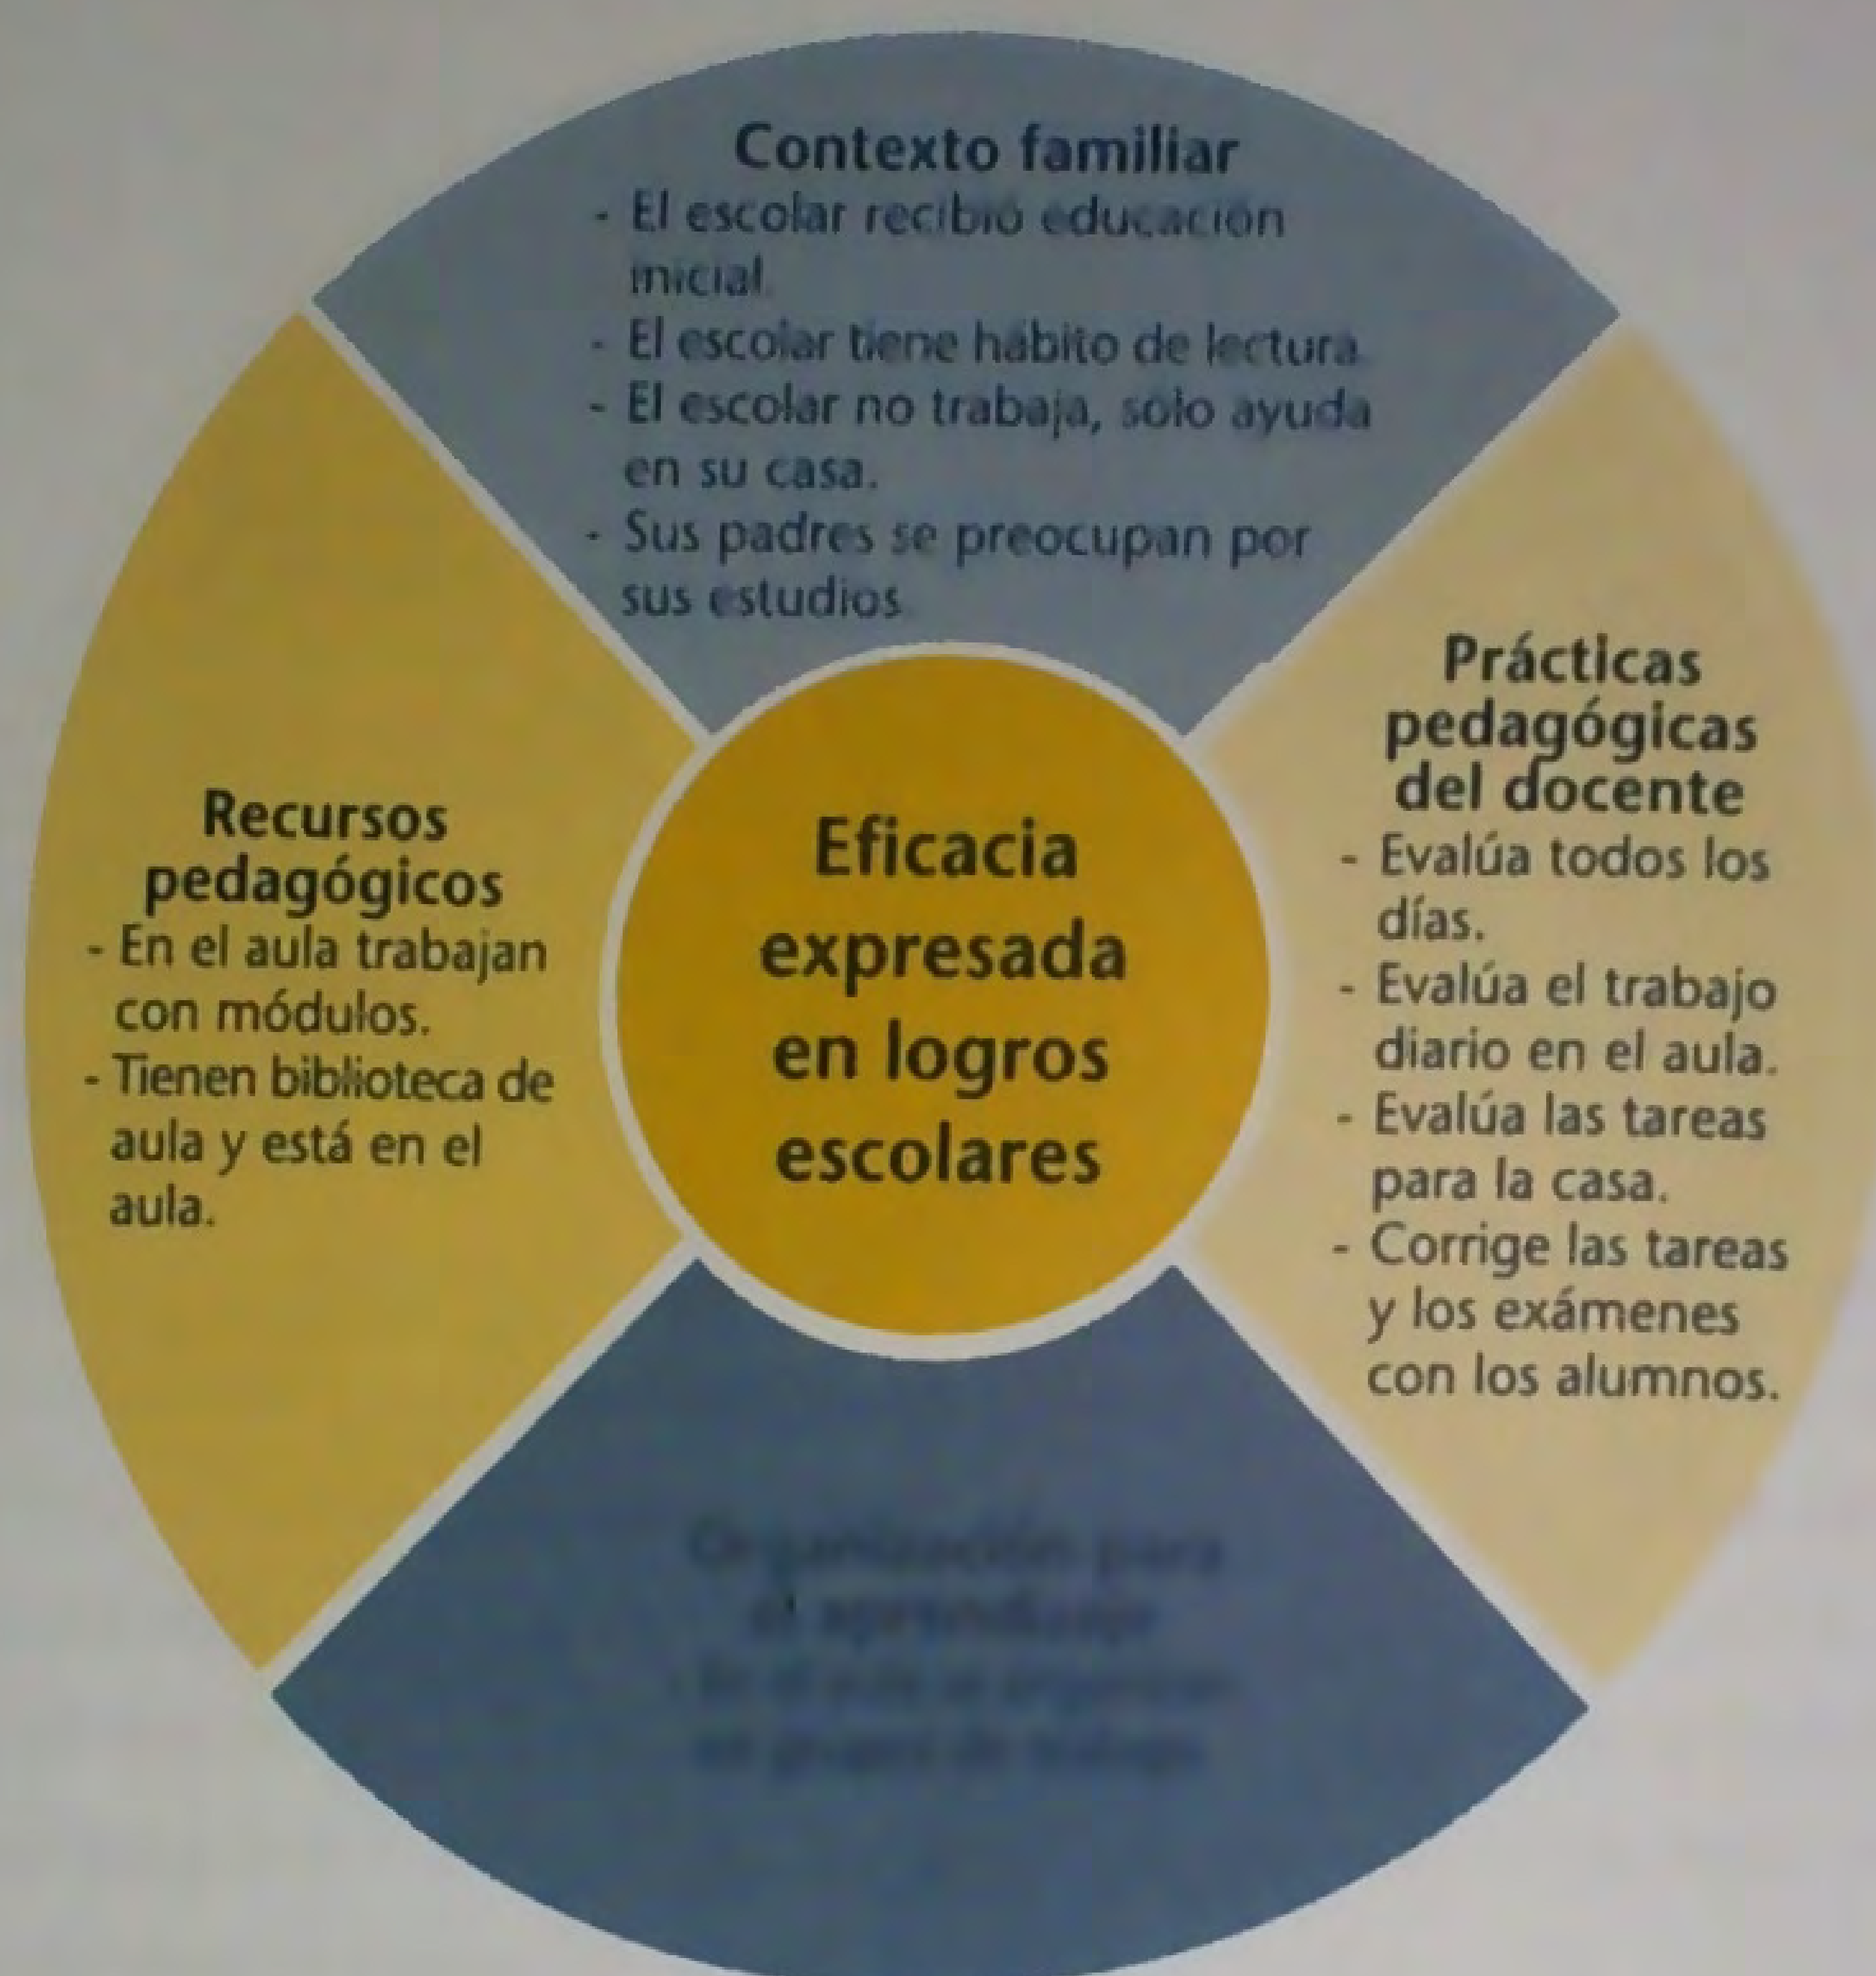 Contexto familiar
- El escolar recibió educación
inicial.
- El escolar tiene hábito de lectura.
- El escolar no trabaja, solo ayuda
en su casa.
- Sus padres se preocupan por
sus estudios.
Recursos
pedagógicos
- En el aula trabajan
con módulos.
- Tienen biblioteca de
aula y está en el
aula.
Eficacia
expresada
en logros
escolares
Prácticas
pedagógicas
del docente
- Evalúa todos los
días.
- Evalúa el trabajo
diario en el aula.
- Evalúa las tareas
para la casa.
- Corrige las tareas
y los exámenes
con los alumnos.
Organización para
el aprendizaje